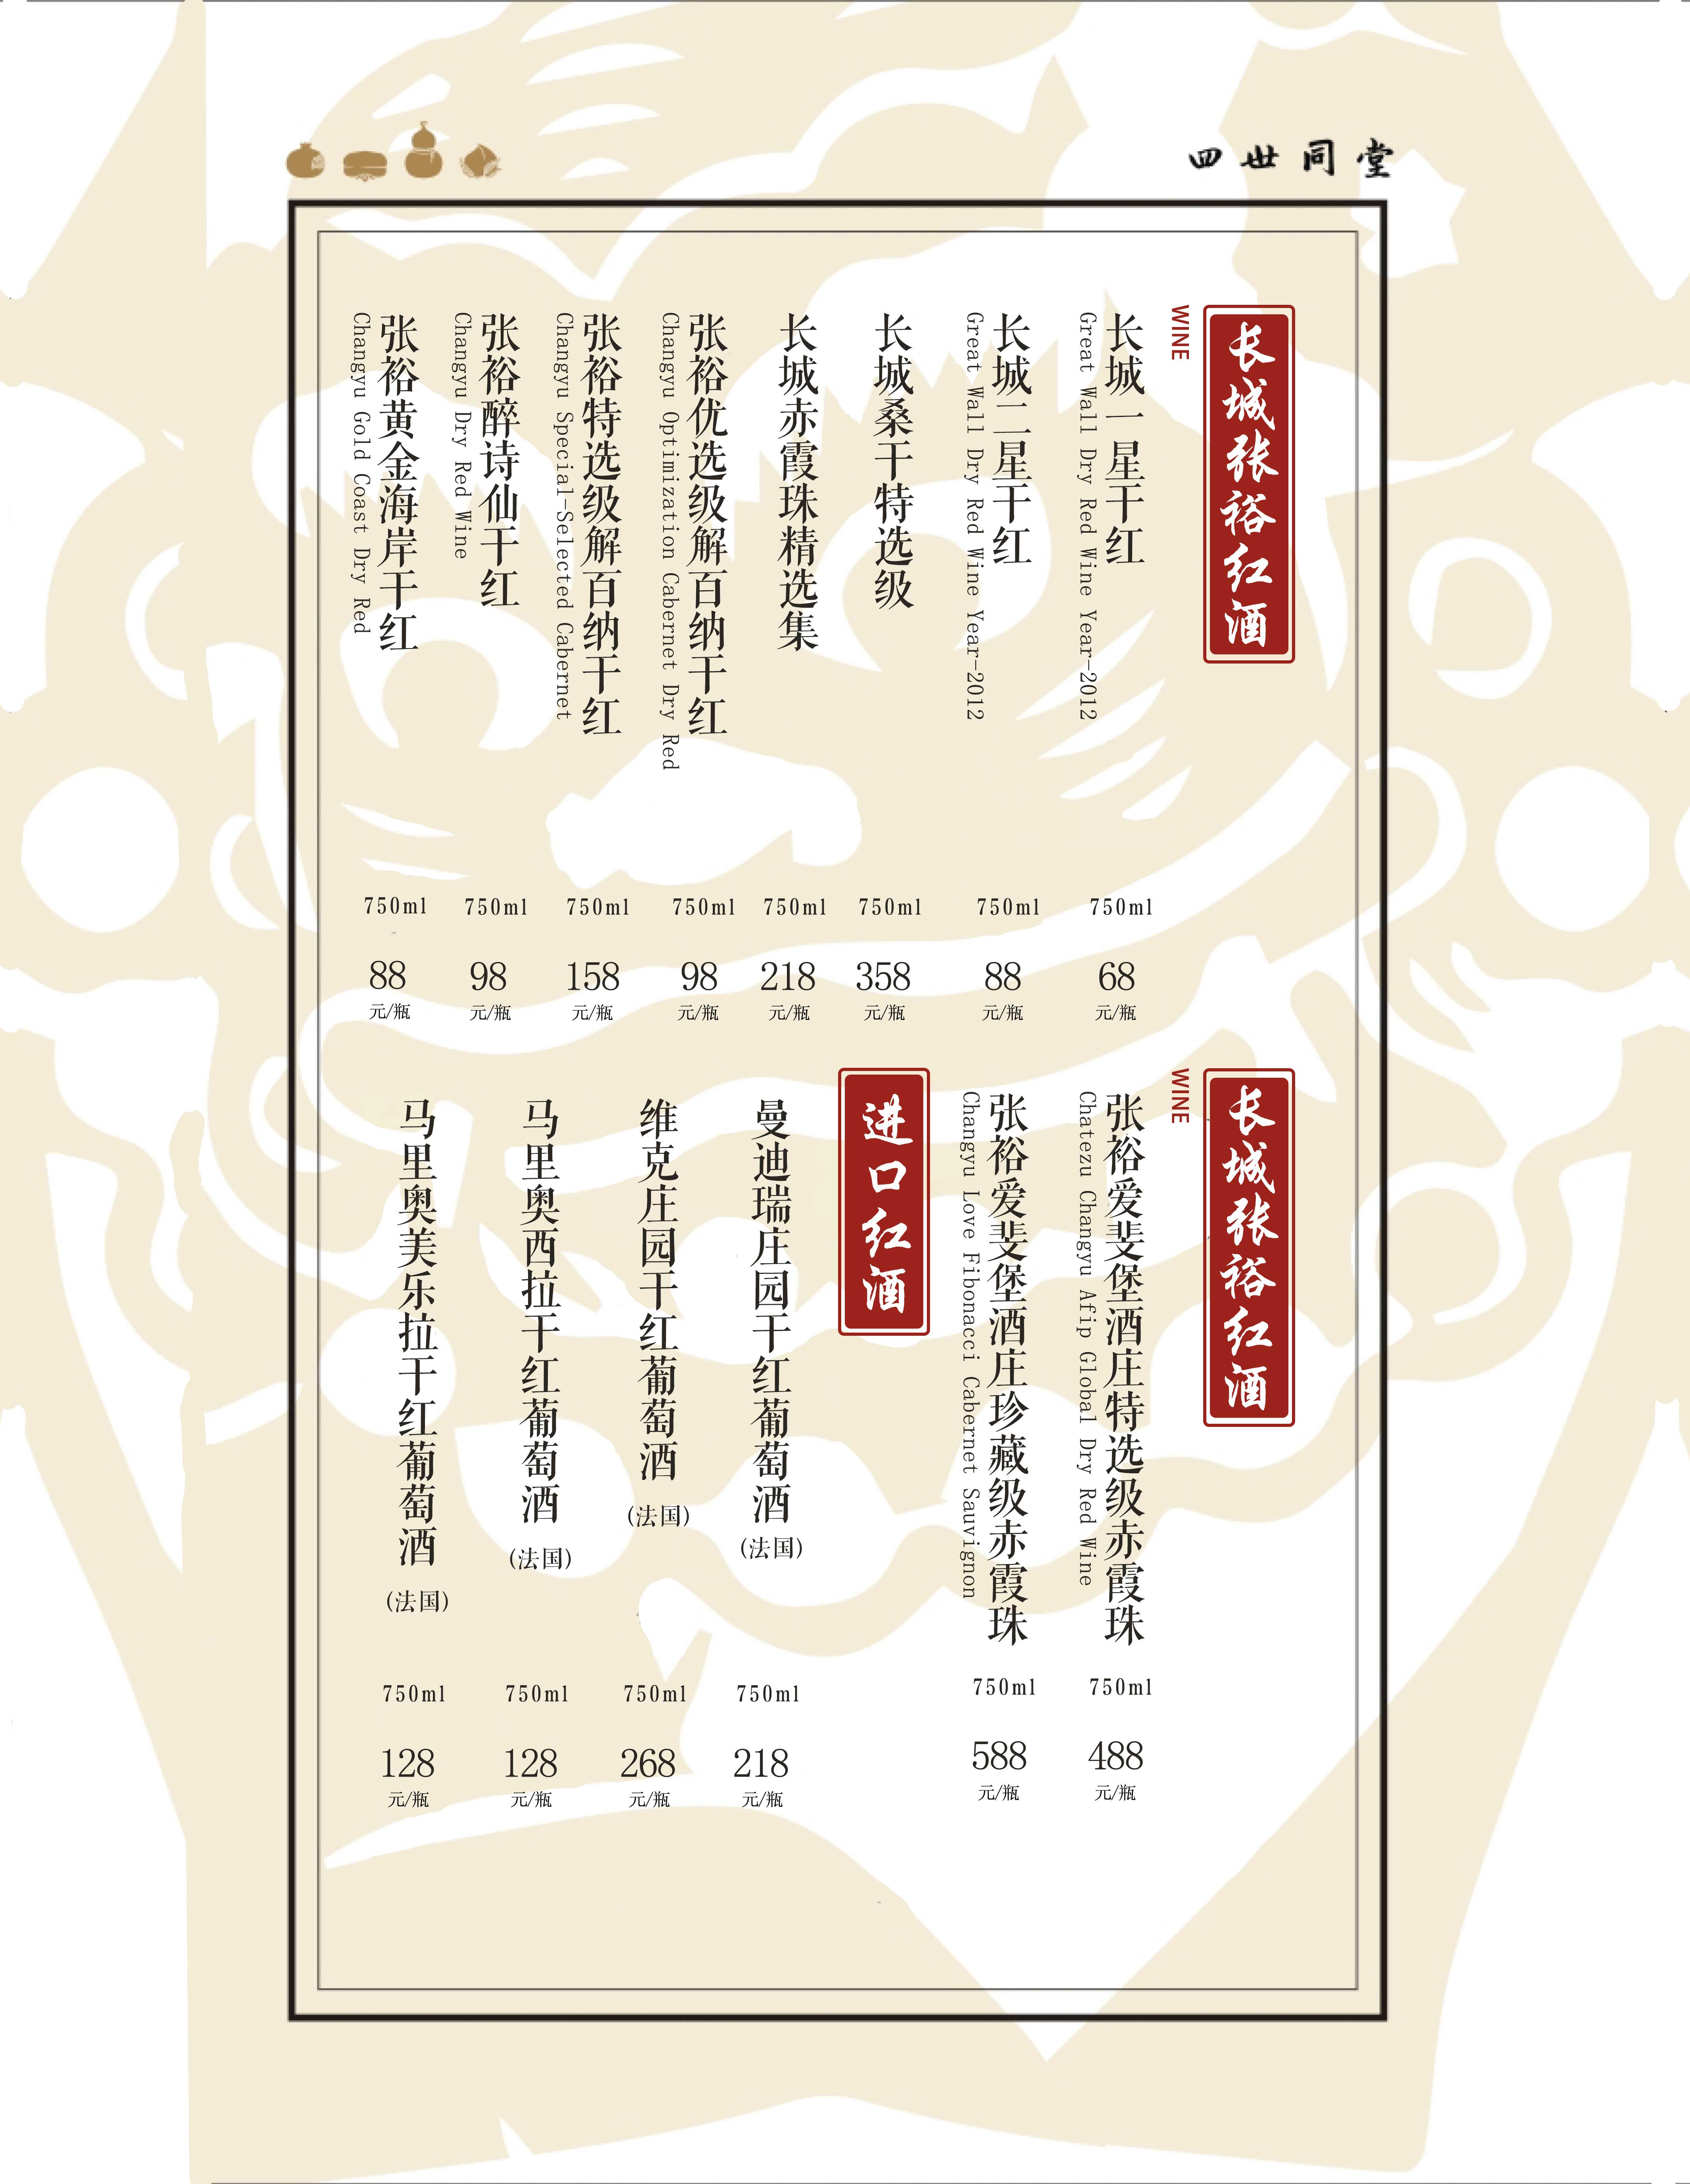 四世同堂
长城张裕红酒
WINE
长城一星干红
Great Wall Dry Red Wine Year-2012
750ml
68
元/瓶
长城二星干红
Great Wall Dry Red Wine Year-2012
750ml
88
元/瓶
长城桑干特选级
750ml
358
元/瓶
长城赤霞珠精选集
750ml
218
元/瓶
张裕优选级解百纳干红
Changyu Optimization Cabernet Dry Red
750ml
98
元/瓶
张裕特选级解百纳干红
Changyu Special-Selected Cabernet
750ml
158
元/瓶
张裕醉诗仙干红
Changyu Dry Red Wine
750ml
98
元/瓶
张裕黄金海岸干红
Changyu Gold Coast Dry Red
750ml
88
元/瓶
长城张裕红酒
WINE
张裕爱斐堡酒庄特选级赤霞珠
Chatezu Changyu Afip Global Dry Red Wine
750ml
488
元/瓶
张裕爱斐堡酒庄珍藏级赤霞珠
Changyu Love Fibonacci Cabernet Sauvignon
750ml
588
元/瓶
进口红酒
曼迪瑞庄园干红葡萄酒
(法国)
750ml
218
元/瓶
维克庄园干红葡萄酒
(法国)
750ml
268
元/瓶
马里奥西拉干红葡萄酒
(法国)
750ml
128
元/瓶
马里奥美乐拉干红葡萄酒
(法国)
750ml
128
元/瓶